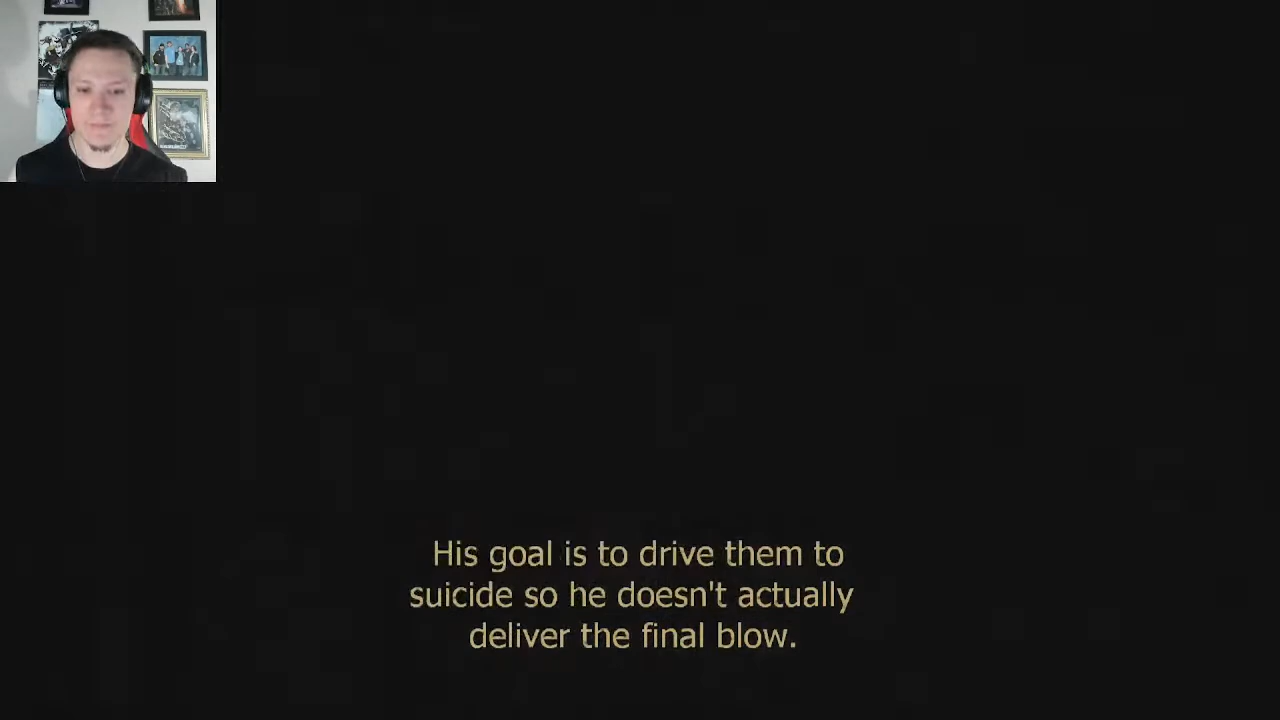 His goal is to drive them to
suicide so he doesn't actually
deliver the final blow.